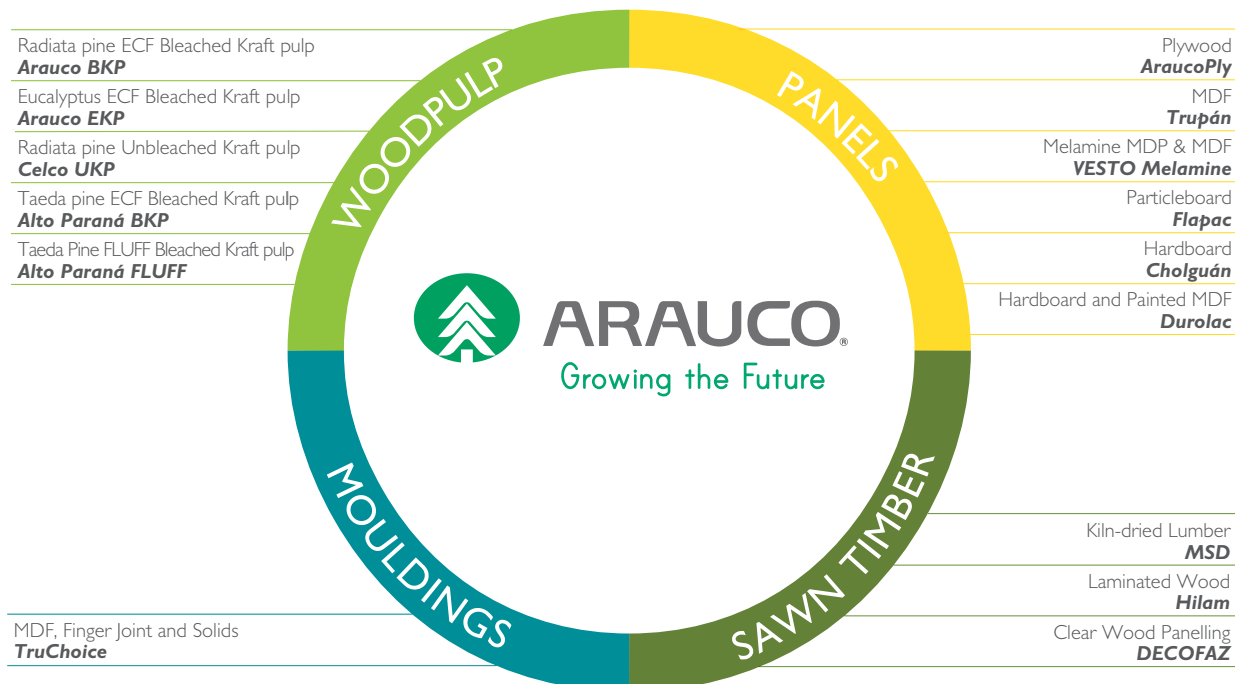 Radiata pine ECF Bleached Kraft pulp
Arauco BKP
Eucalyptus ECF Bleached Kraft pulp
Arauco EKP
Radiata pine Unbleached Kraft pulp
Celco UKP
Taeda pine ECF Bleached Kraft pulp
Alto Paraná BKP
Taeda Pine FLUFF Bleached Kraft pulp
Alto Paraná FLUFF
WOODPULP
PANELS
Plywood
AraucoPly
MDF
Trupán
Melamine MDP & MDF
VESTO Melamine
Particleboard
Flapac
Hardboard
Cholguán
Hardboard and Painted MDF
Durolac
ARAUCO®
Growing the Future
MOULDINGS
MDF, Finger Joint and Solids
TruChoice
SAWN TIMBER
Kiln-dried Lumber
MSD
Laminated Wood
Hilam
Clear Wood Panelling
DECOFAZ